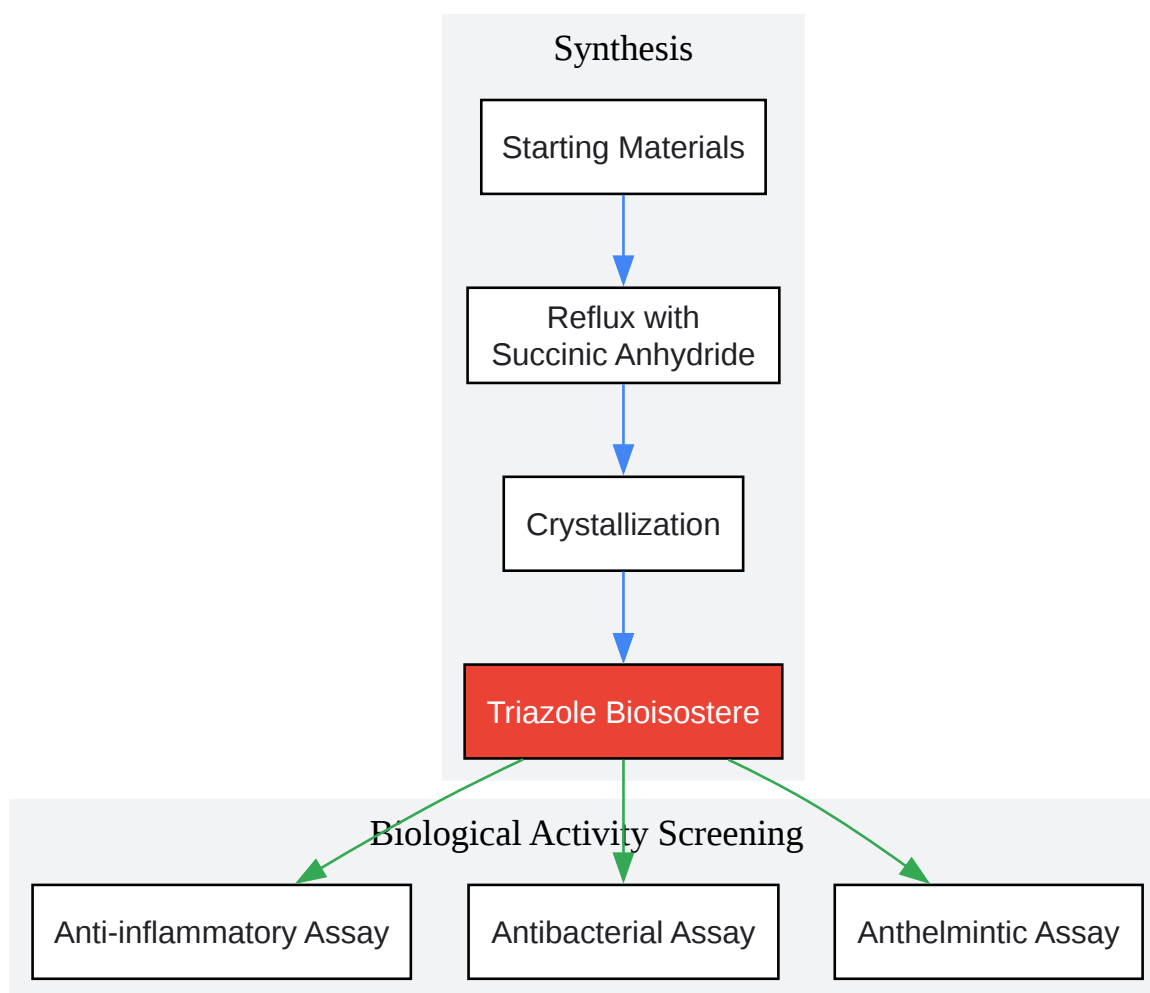 Synthesis
Starting Materials
Reflux with
Succinic Anhydride
Crystallization
Triazole Bioisostere
Biological Activity Screening
Anti-inflammatory Assay
Antibacterial Assay
Anthelmintic Assay